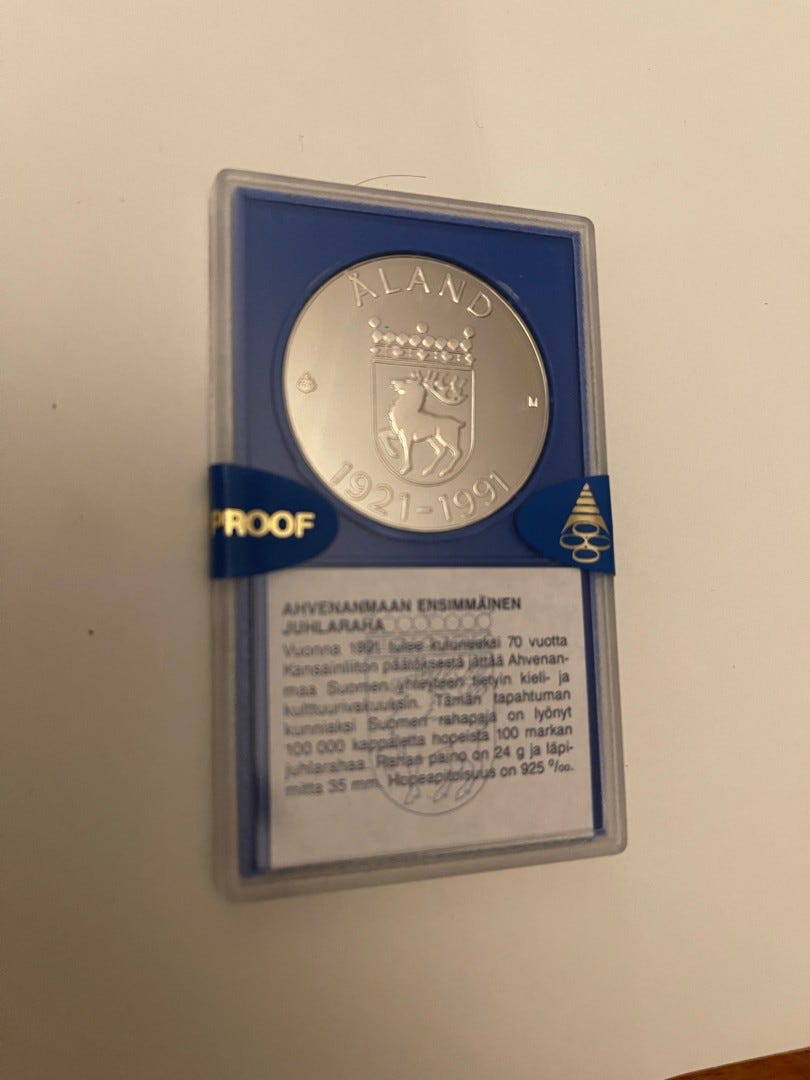 ÅLAND
M
1921-1991
PROOF
AHVENANMAAN ENSIMMÄINEN
JUHLARAHA
Vuonna 1991 tulee kuluneeksi 70 vuotta
Kansainliiton päätöksestä jättää Ahvenan-
maa Suomen yhteyteen tietyin kieli- ja
kulttuurivakuuksin. Tämän tapahtuman
kunniaksi Suomen rahapaja on lyönyt
100 000 kappaletta hopeista 100 markan
juhlarahaa. Rahan paino on 24 g ja läpi-
mitta 35 mm. Hopeapitoisuus on 925 º/oo.